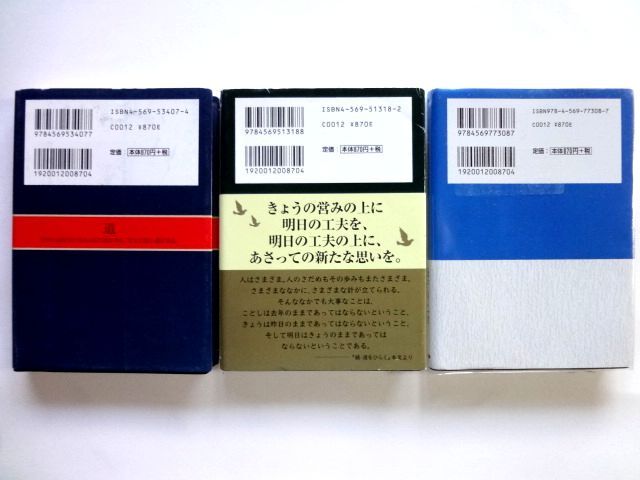 ISBN4-569-53407-4
9784569534077
C0012 ¥870E
定価
本体870円+税
1920012008704
道
ISBN4-569-51318-2
9784569513188
C0012 ¥870E
定価
本体870円+税
1920012008704
きょうの営みの上に
明日の工夫を、
明日の工夫の上に、
あさっての新たな思いを。
人はさまざま。人のさだめもその歩みもまたさまざま。
さまざまななかに、さまざまな計が立てられる。
そんななかでも大事なことは、
ことしは去年のままであってはならないということ、
きょうは昨日のままであってはならないということ、
そして明日はきょうのままであっては
ならないということである。
『続・道をひらく』本文より
ISBN978-4-569-77308-7
9784569773087
C0012 ¥870E
定価
本体870円+税
1920012008704